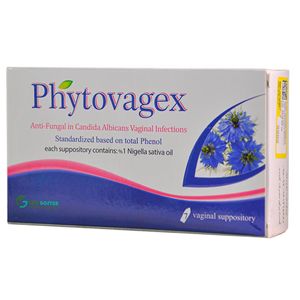 Phytovagex
Anti-Fungal in Candida Albicans Vaginal Infections
Standardized based on total Phenol
each suppository contains: %1 Nigella sativa oil
vaginal suppository